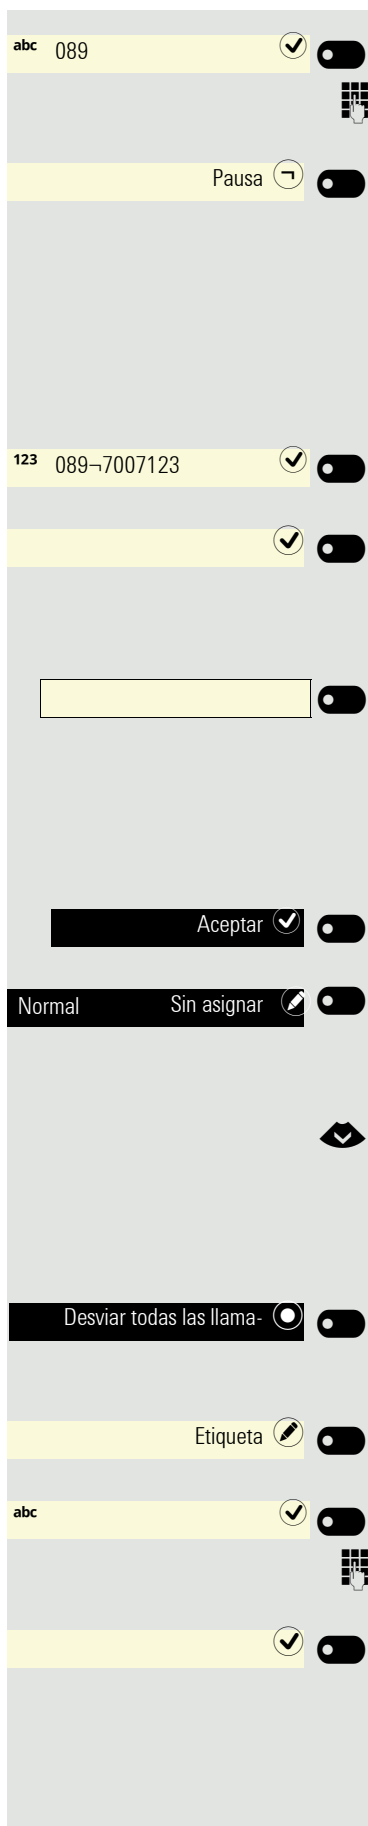 abc 089
Pausa ¬
123 089¬7007123
Aceptar
Normal Sin asignar
Desviar todas las llama-
Etiqueta
abc